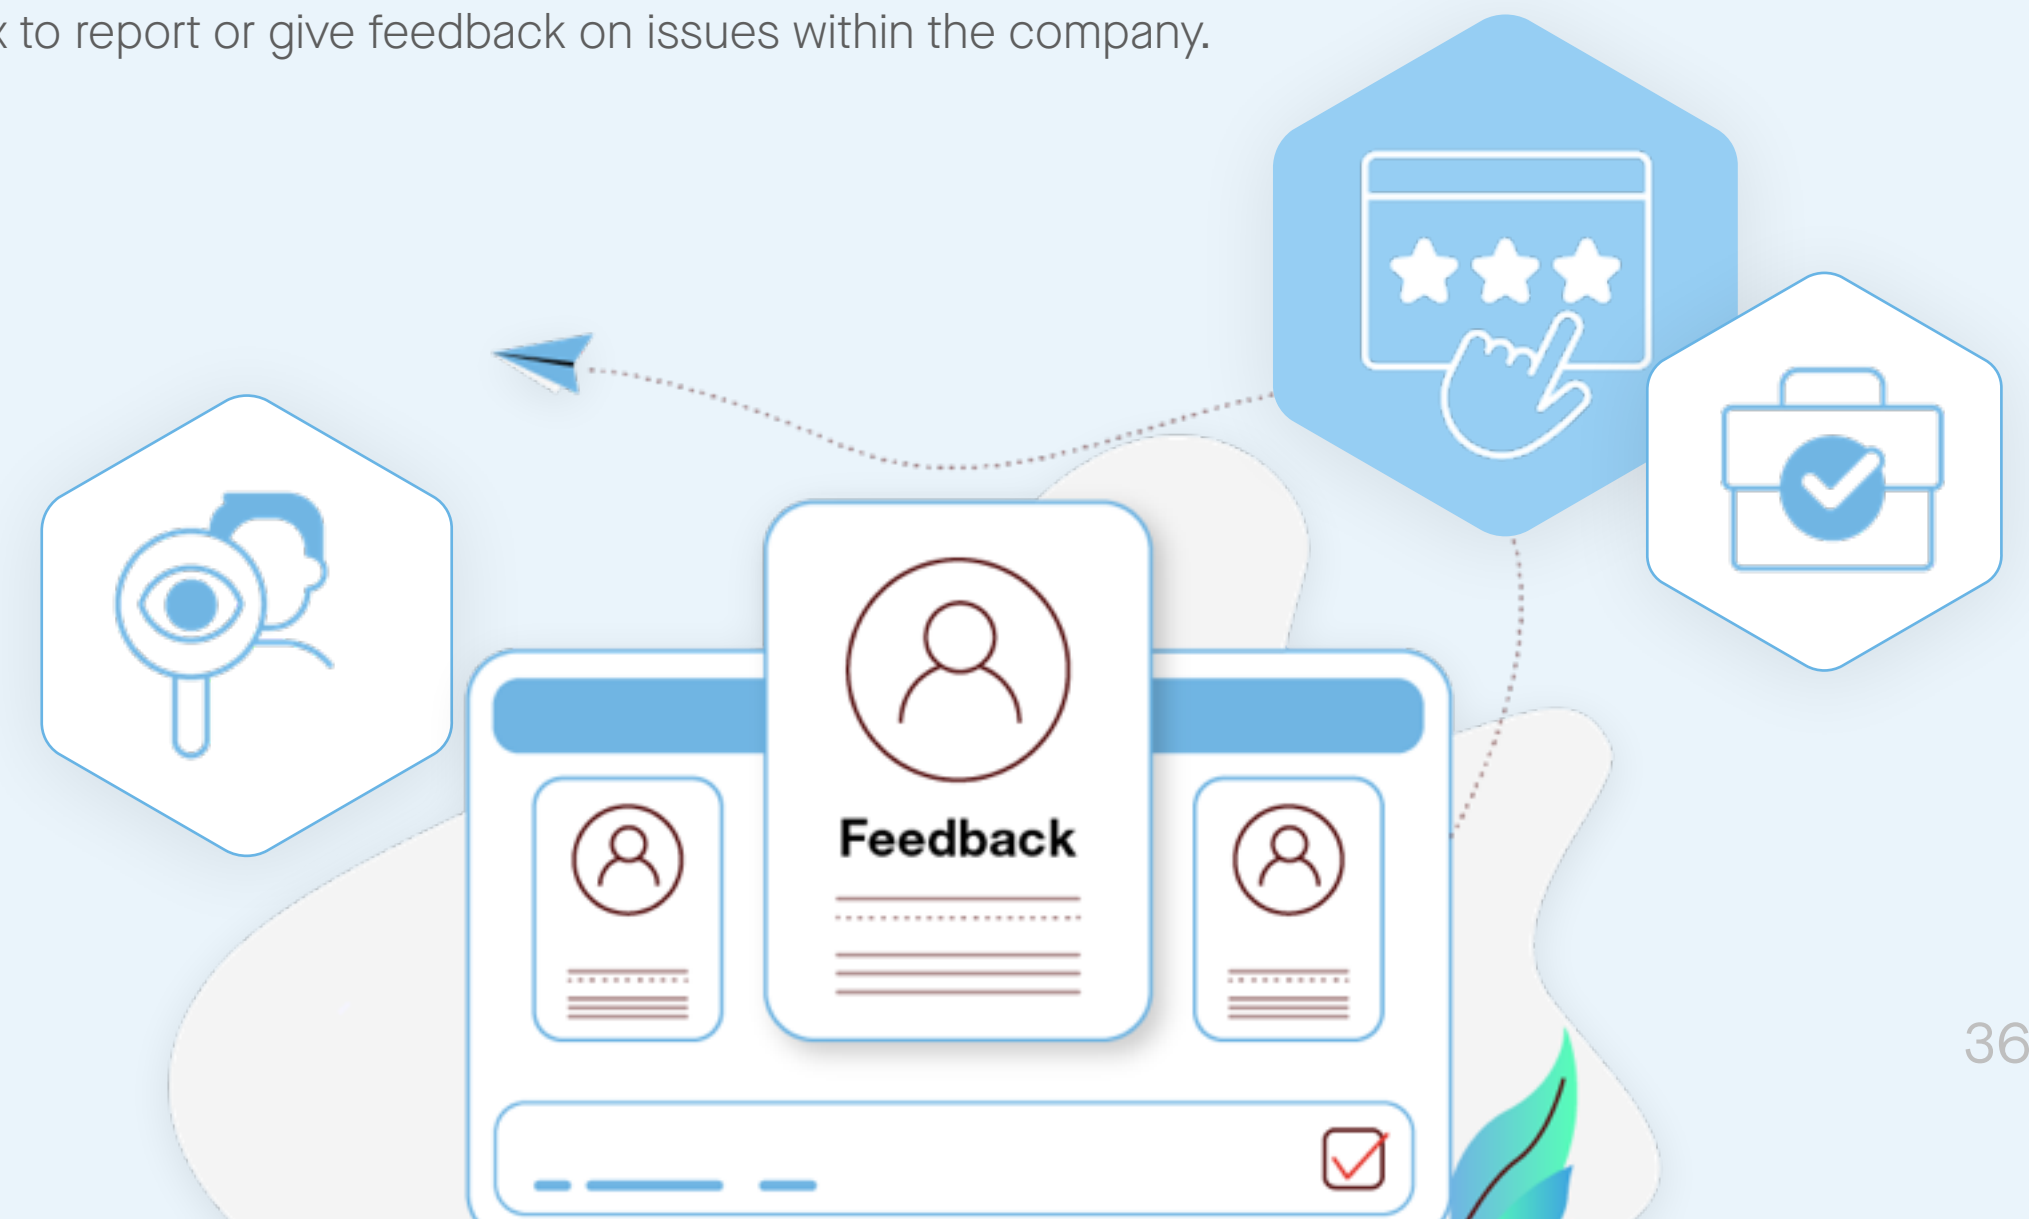 to report or give feedback on issues within the company.
Feedback
36